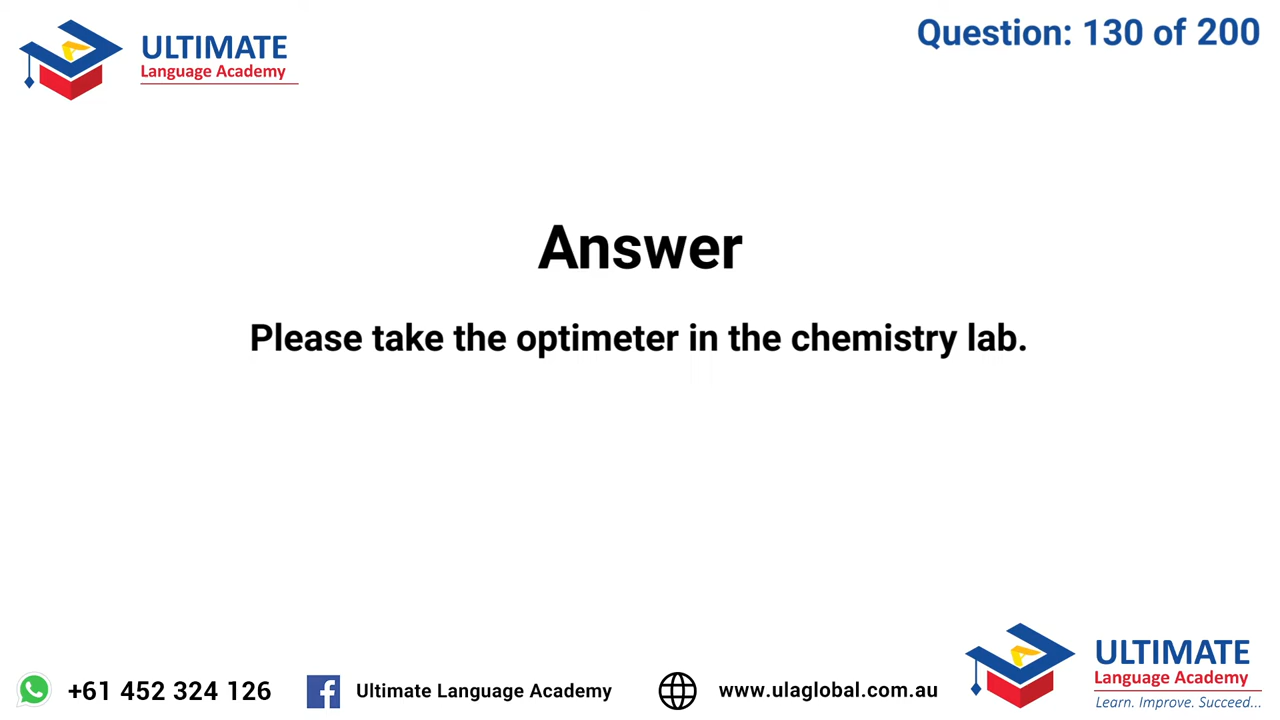 ULTIMATE
Language Academy
Question: 130 of 200
Answer
Please take the optimeter in the chemistry lab.
+61 452 324 126
Ultimate Language Academy
www.ulaglobal.com.au
ULTIMATE
Language Academy
Learn. Improve. Succeed...